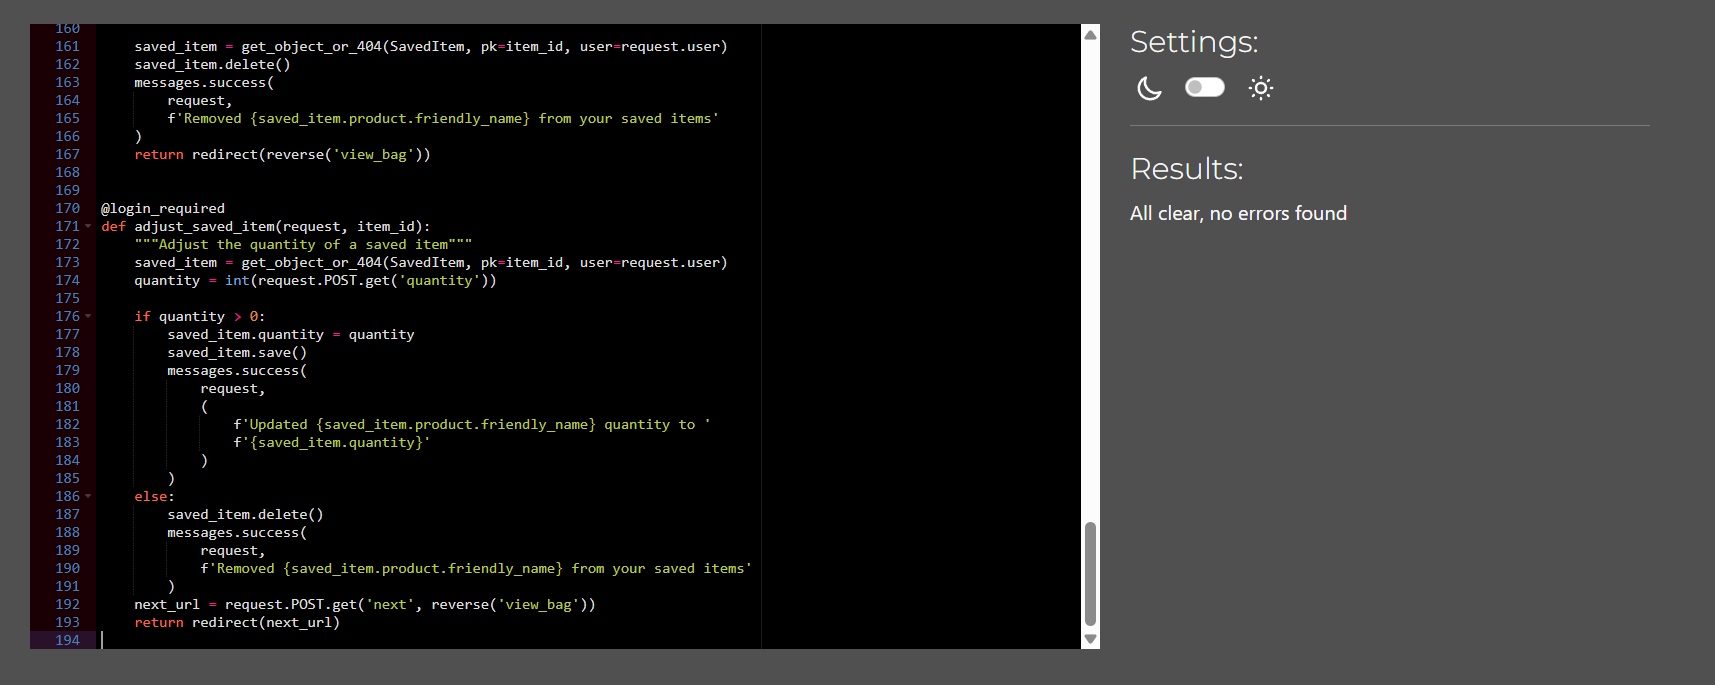 160
161     saved_item = get_object_or_404(SavedItem, pk=item_id, user=request.user)
162     saved_item.delete()
163     messages.success(
164         request,
165         f'Removed {saved_item.product.friendly_name} from your saved items'
166     )
167     return redirect(reverse('view_bag'))
168
169
170 @login_required
171 def adjust_saved_item(request, item_id):
172     """Adjust the quantity of a saved item"""
173     saved_item = get_object_or_404(SavedItem, pk=item_id, user=request.user)
174     quantity = int(request.POST.get('quantity'))
175
176     if quantity > 0:
177         saved_item.quantity = quantity
178         saved_item.save()
179         messages.success(
180             request,
181             (
182                 f'Updated {saved_item.product.friendly_name} quantity to '
183                 f'{saved_item.quantity}'
184             )
185         )
186     else:
187         saved_item.delete()
188         messages.success(
189             request,
190             f'Removed {saved_item.product.friendly_name} from your saved items'
191         )
192     next_url = request.POST.get('next', reverse('view_bag'))
193     return redirect(next_url)
194
Settings:
Results:
All clear, no errors found